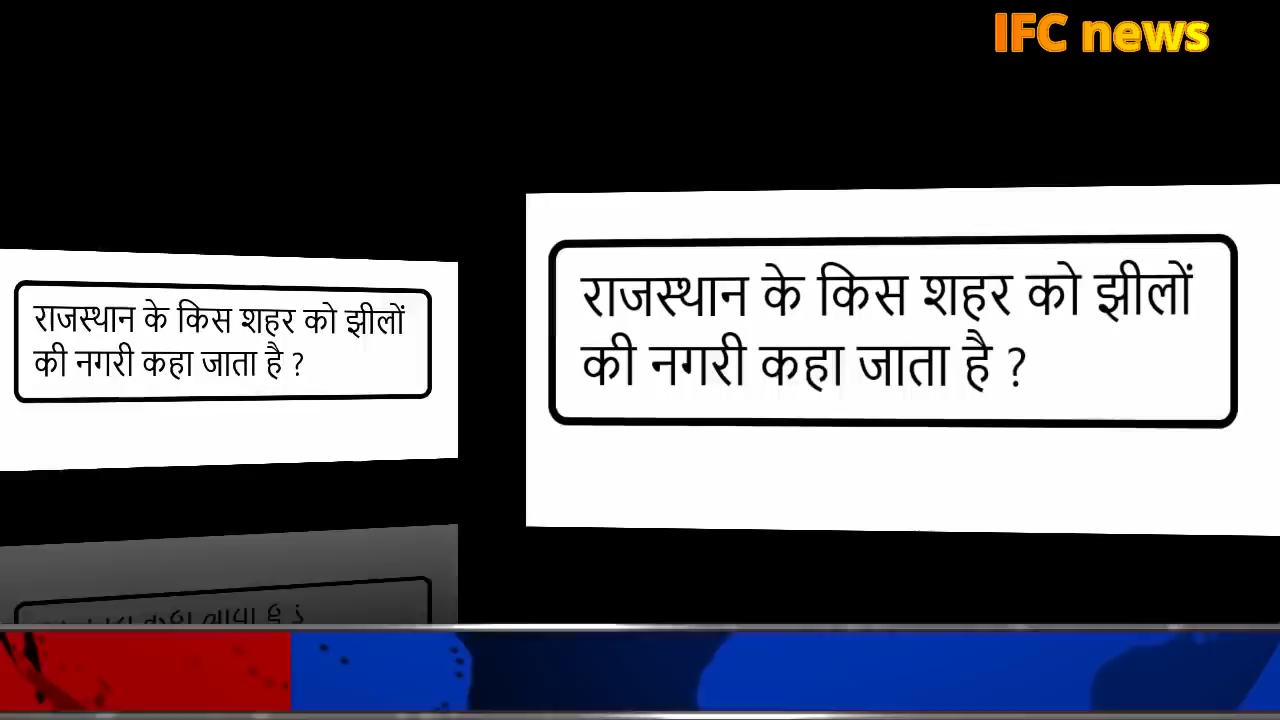 IFC news
राजस्थान के किस शहर को झीलों
की नगरी कहा जाता है ?
राजस्थान के किस शहर को झीलों
की नगरी कहा जाता है ?